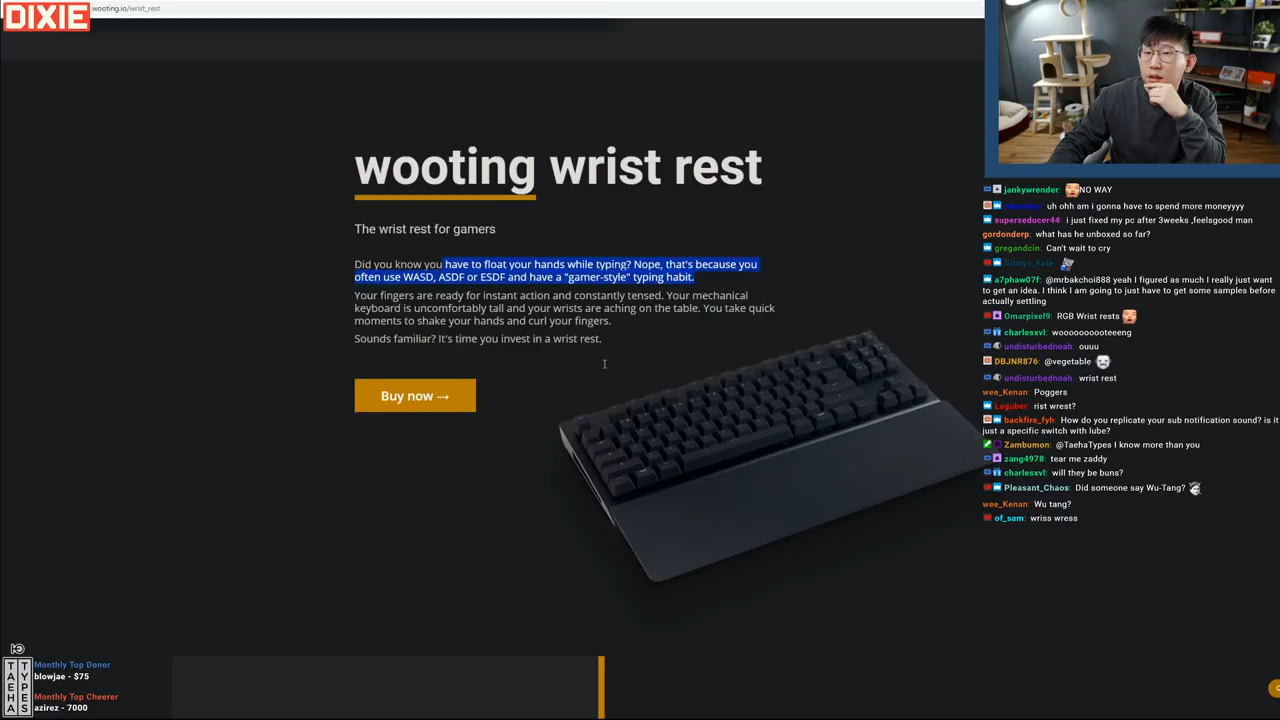 DIXIE
wooting.io/wrist_rest
wooting wrist rest
The wrist rest for gamers
Did you know you have to float your hands while typing? Nope, that's because you
often use WASD, ASDF or ESDF and have a "gamer-style" typing habit.
Your fingers are ready for instant action and constantly tensed. Your mechanical
keyboard is uncomfortably tall and your wrists are aching on the table. You take quick
moments to shake your hands and curl your fingers.
Sounds familiar? It's time you invest in a wrist rest.
Buy now →
jankywrender: NO WAY
uh ohh am i gonna have to spend more moneyyyy
superseducer44: i just fixed my pc after 3weeks ,feelsgood man
gordonderp: what has he unboxed so far?
gregandcin: Can't wait to cry
Gibbys_Fate:
a7phaw07f: @mrbakchoi888 yeah I figured as much I really just
want to get an idea. I think I am going to just have to get some samples before
actually settling
Omarpixel9: RGB Wrist rests
charlesxvl: wooooooooteeeng
undisturbednoah: ouuu
DBJNR876: @vegetable
undisturbednoah: wrist rest
wee_Kenan: Poggers
Laguber: rist wrest?
backfire_fyh: How do you replicate your sub notification sound? is it
just a specific switch with lube?
Zambumon: @TaehaTypes I know more than you
zang4978: tear me zaddy
charlesxvl: will they be buns?
Pleasant_Chaos: Did someone say Wu-Tang?
wee_Kenan: Wu tang?
of_sam: wriss wress
TAEHA TYPES
Monthly Top Donor
blowjae - $75
Monthly Top Cheerer
azirez - 7000